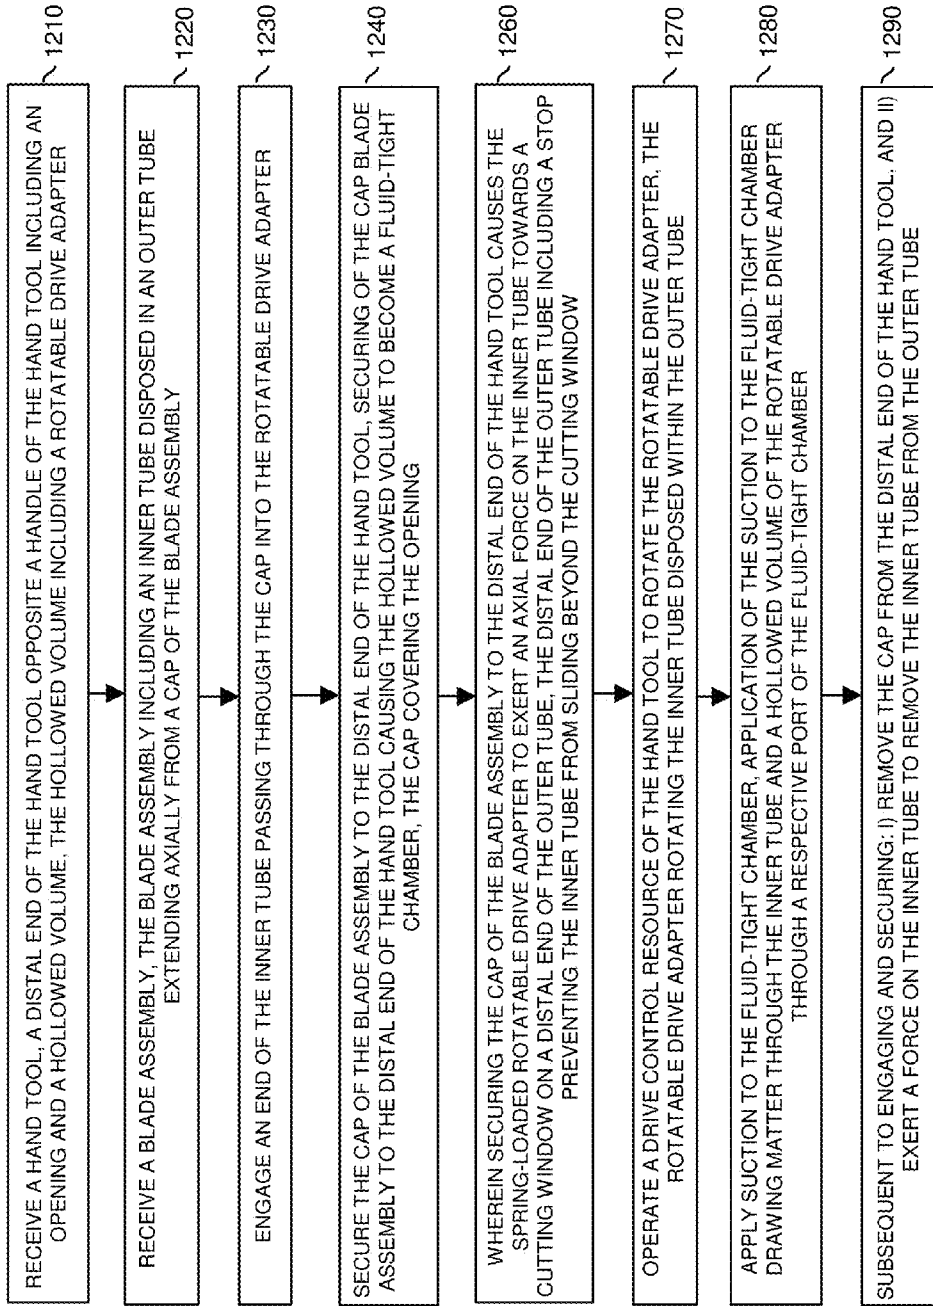 RECEIVE A HAND TOOL, A DISTAL END OF THE HAND TOOL OPPOSITE A HANDLE OF THE HAND TOOL INCLUDING AN
OPENING AND A HOLLOWED VOLUME, THE HOLLOWED VOLUME INCLUDING A ROTATABLE DRIVE ADAPTER
1210
RECEIVE A BLADE ASSEMBLY, THE BLADE ASSEMBLY INCLUDING AN INNER TUBE DISPOSED IN AN OUTER TUBE
EXTENDING AXIALLY FROM A CAP OF THE BLADE ASSEMBLY
1220
ENGAGE AN END OF THE INNER TUBE PASSING THROUGH THE CAP INTO THE ROTATABLE DRIVE ADAPTER
1230
SECURE THE CAP OF THE BLADE ASSEMBLY TO THE DISTAL END OF THE HAND TOOL, SECURING OF THE CAP BLADE
ASSEMBLY TO THE DISTAL END OF THE HAND TOOL CAUSING THE HOLLOWED VOLUME TO BECOME A FLUID-TIGHT
CHAMBER, THE CAP COVERING THE OPENING
1240
WHEREIN SECURING THE CAP OF THE BLADE ASSEMBLY TO THE DISTAL END OF THE HAND TOOL CAUSES THE
SPRING-LOADED ROTATABLE DRIVE ADAPTER TO EXERT AN AXIAL FORCE ON THE INNER TUBE TOWARDS A
CUTTING WINDOW ON A DISTAL END OF THE OUTER TUBE, THE DISTAL END OF THE OUTER TUBE INCLUDING A STOP
PREVENTING THE INNER TUBE FROM SLIDING BEYOND THE CUTTING WINDOW
1260
OPERATE A DRIVE CONTROL RESOURCE OF THE HAND TOOL TO ROTATE THE ROTATABLE DRIVE ADAPTER, THE
ROTATABLE DRIVE ADAPTER ROTATING THE INNER TUBE DISPOSED WITHIN THE OUTER TUBE
1270
APPLY SUCTION TO THE FLUID-TIGHT CHAMBER, APPLICATION OF THE SUCTION TO THE FLUID-TIGHT CHAMBER
DRAWING MATTER THROUGH THE INNER TUBE AND A HOLLOWED VOLUME OF THE ROTATABLE DRIVE ADAPTER
THROUGH A RESPECTIVE PORT OF THE FLUID-TIGHT CHAMBER
1280
SUBSEQUENT TO ENGAGING AND SECURING: I) REMOVE THE CAP FROM THE DISTAL END OF THE HAND TOOL, AND II)
EXERT A FORCE ON THE INNER TUBE TO REMOVE THE INNER TUBE FROM THE OUTER TUBE
1290